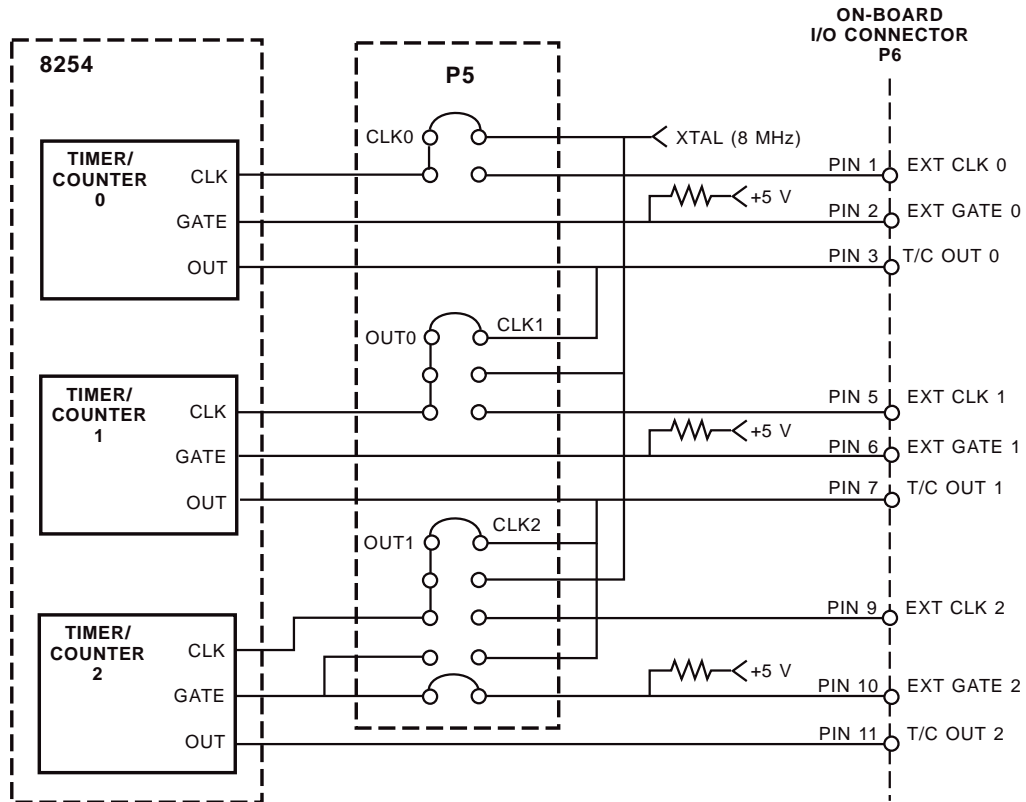 ON-BOARD
I/O CONNECTOR
P6
8254
P5
CLK0
XTAL (8 MHz)
TIMER/
COUNTER
0
CLK
GATE
OUT
PIN 1
EXT CLK 0
+5 V
PIN 2
EXT GATE 0
PIN 3
T/C OUT 0
OUT0
CLK1
TIMER/
COUNTER
1
CLK
GATE
OUT
PIN 5
EXT CLK 1
+5 V
PIN 6
EXT GATE 1
PIN 7
T/C OUT 1
OUT1
CLK2
TIMER/
COUNTER
2
CLK
GATE
OUT
PIN 9
EXT CLK 2
+5 V
PIN 10
EXT GATE 2
PIN 11
T/C OUT 2